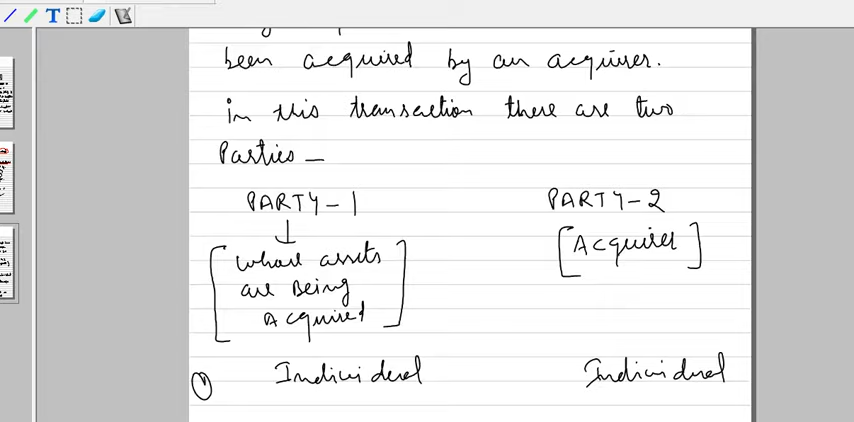 been acquired by an acquirer.
in this transaction there are two
Parties —
PARTY-1 PARTY-2
[Whose assets are Being Acquired] [Acquirer]
① Individual Individual